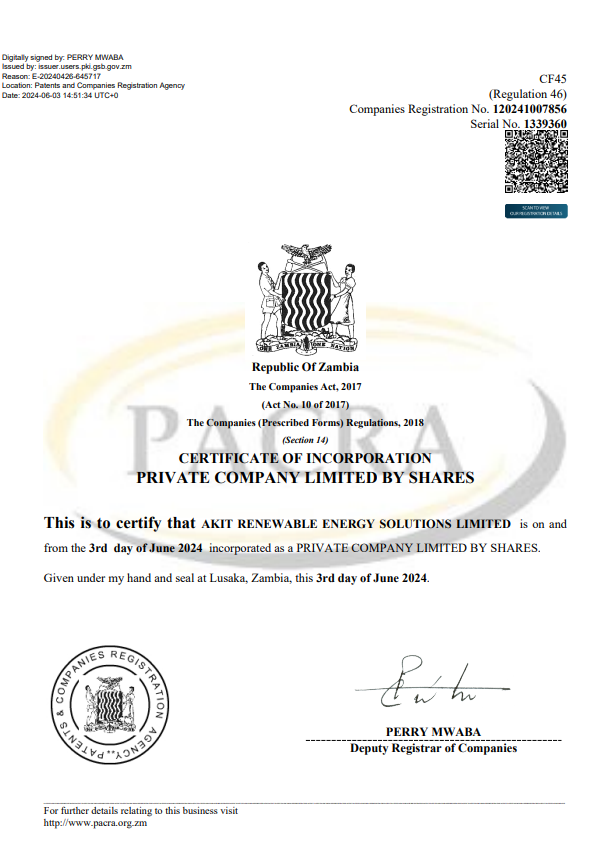 Digitally signed by: PERRY MWABA
Issued by: issuer.users.pki.gsb.gov.zm
Reason: E-20240426-645717
Location: Patents and Companies Registration Agency
Date: 2024-06-03 14:51:34 UTC+0
CF45
(Regulation 46)
Companies Registration No. 120241007856
Serial No. 1339360
SCAN TO VIEW
OUR REGISTRATION DETAILS
ONE ZAMBIA ONE NATION
Republic Of Zambia
The Companies Act, 2017
(Act No. 10 of 2017)
The Companies (Prescribed Forms) Regulations, 2018
(Section 14)
PACRA
CERTIFICATE OF INCORPORATION
PRIVATE COMPANY LIMITED BY SHARES
This is to certify that AKIT RENEWABLE ENERGY SOLUTIONS LIMITED is on and
from the 3rd day of June 2024 incorporated as a PRIVATE COMPANY LIMITED BY SHARES.
Given under my hand and seal at Lusaka, Zambia, this 3rd day of June 2024.
PATENTS & COMPANIES REGISTRATION AGENCY**
PERRY MWABA
Deputy Registrar of Companies
For further details relating to this business visit
http://www.pacra.org.zm